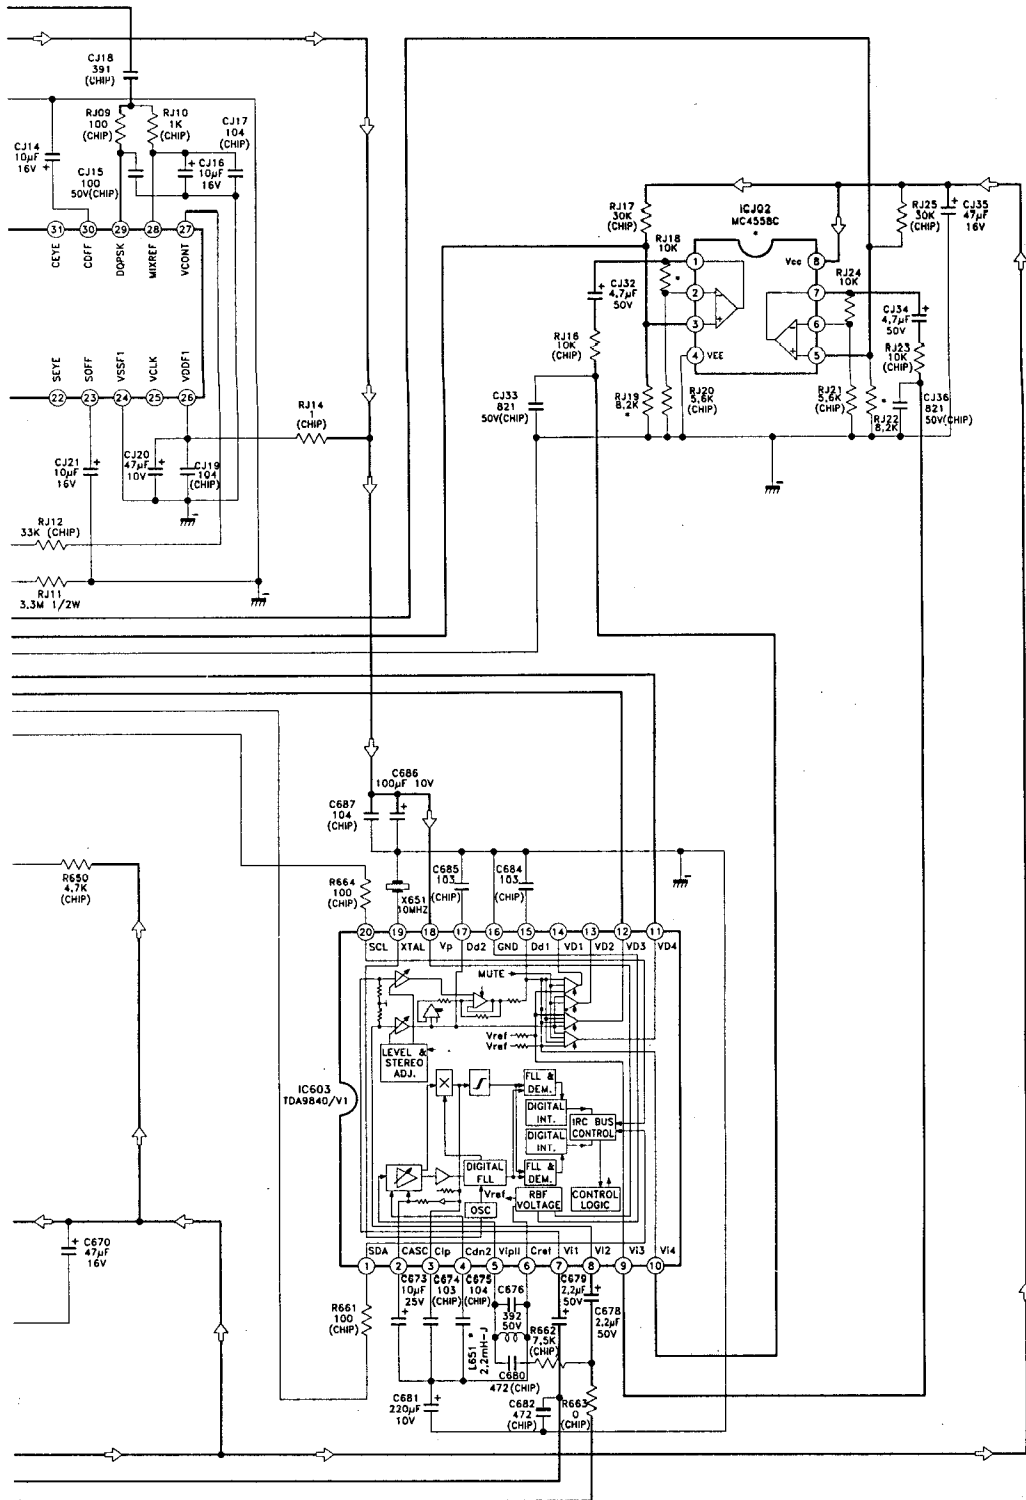 CJ18
391
(CHIP)
RJ09
100
(CHIP)
RJ10
1K
(CHIP)
CJ17
104
(CHIP)
CJ14
10µF
16V
+
CJ15
100
50V(CHIP)
+
CJ16
10µF
16V
31
30
29
28
27
CEYE
CDFF
DQPSK
MIXREF
VCONT
SEYE
SOFF
VSSF1
VCLK
VDDF1
22
23
24
25
26
RJ14
1
(CHIP)
CJ21
10µF
16V
+
CJ20
47µF
10V
+
CJ19
104
(CHIP)
RJ12
33K (CHIP)
RJ11
3.3M 1/2W
RJ17
30K
(CHIP)
RJ18
10K
ICJ02
MC4558C
*
RJ25
30K
(CHIP)
+
CJ35
47µF
16V
1
2
3
4
VEE
Vcc
8
7
6
5
RJ24
10K
+
CJ32
4.7µF
50V
RJ16
10K
(CHIP)
+
CJ34
4.7µF
50V
RJ23
10K
(CHIP)
CJ33
821
50V(CHIP)
RJ19
8.2K
*
RJ20
5.6K
(CHIP)
RJ21
5.6K
(CHIP)
*
RJ22
8.2K
CJ36
821
50V(CHIP)
C686
100µF 10V
+
C687
104
(CHIP)
R650
4.7K
(CHIP)
R664
100
(CHIP)
X651
10MHZ
C685
103
(CHIP)
C684
103
(CHIP)
20
19
18
17
16
15
14
13
12
11
SCL
XTAL
Vp
Dd2
GND
Dd1
VD1
VD2
VD3
VD4
MUTE
Vref
Vref
LEVEL &
STEREO
ADJ.
IC603
TDA9840/V1
FLL &
DEM.
DIGITAL
INT.
DIGITAL
INT.
IRC BUS
CONTROL
FLL &
DEM.
DIGITAL
FLL
Vref
RBF
VOLTAGE
CONTROL
LOGIC
OSC
SDA
CASC
Clp
Cdn2
Vipil
Cref
Vi1
Vi2
Vi3
Vi4
1
2
3
4
5
6
7
8
9
10
C670
47µF
16V
+
R661
100
(CHIP)
C673
10µF
25V
+
C674
103
(CHIP)
C675
104
(CHIP)
C676
392
50V
C679
2.2µF
50V
+
+
C678
2.2µF
50V
L651 *
2.2mH-J
R662
7.5K
(CHIP)
C680
472(CHIP)
C681
220µF
10V
+
C682
472
(CHIP)
R663
0
(CHIP)